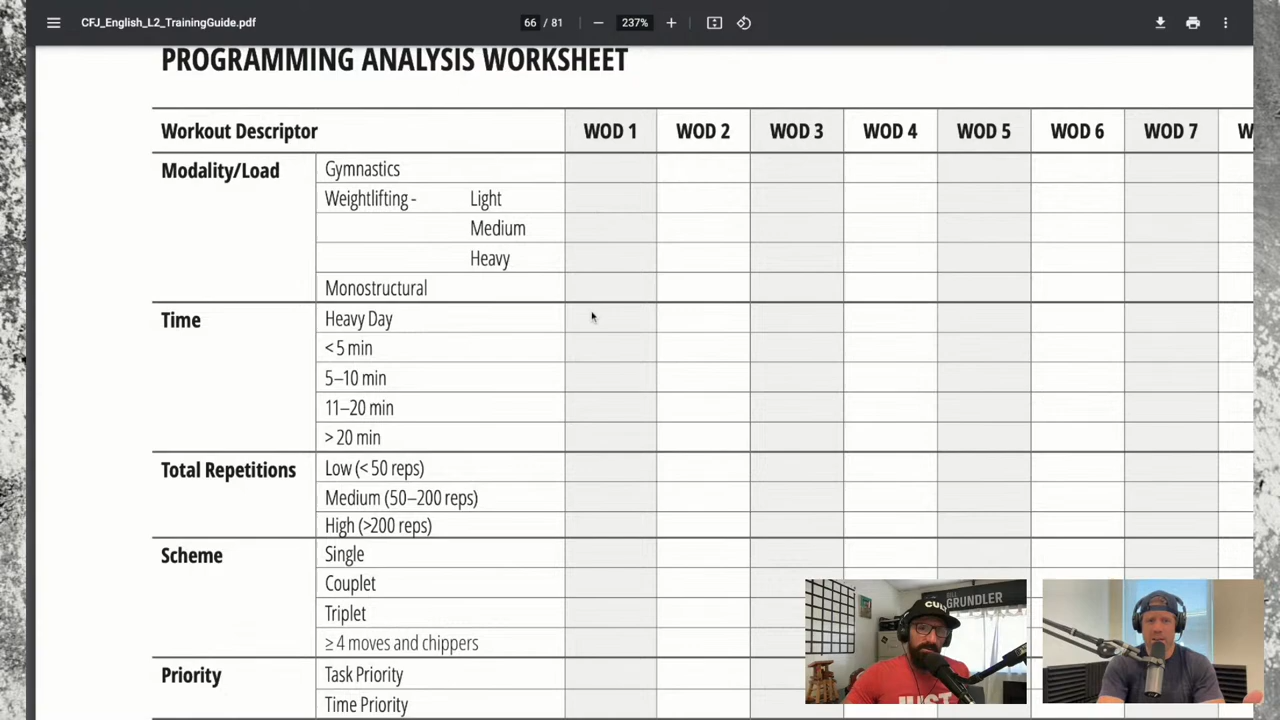 CFJ_English_L2_TrainingGuide.pdf 66 / 81 237%
PROGRAMMING ANALYSIS WORKSHEET
Workout Descriptor WOD 1 WOD 2 WOD 3 WOD 4 WOD 5 WOD 6 WOD 7 W
Modality/Load Gymnastics
Weightlifting - Light
Medium
Heavy
Monostructural
Time Heavy Day
< 5 min
5–10 min
11–20 min
> 20 min
Total Repetitions Low (< 50 reps)
Medium (50–200 reps)
High (>200 reps)
Scheme Single
Couplet
Triplet
≥ 4 moves and chippers
Priority Task Priority
Time Priority
BILL
GRUNDLER
JUST